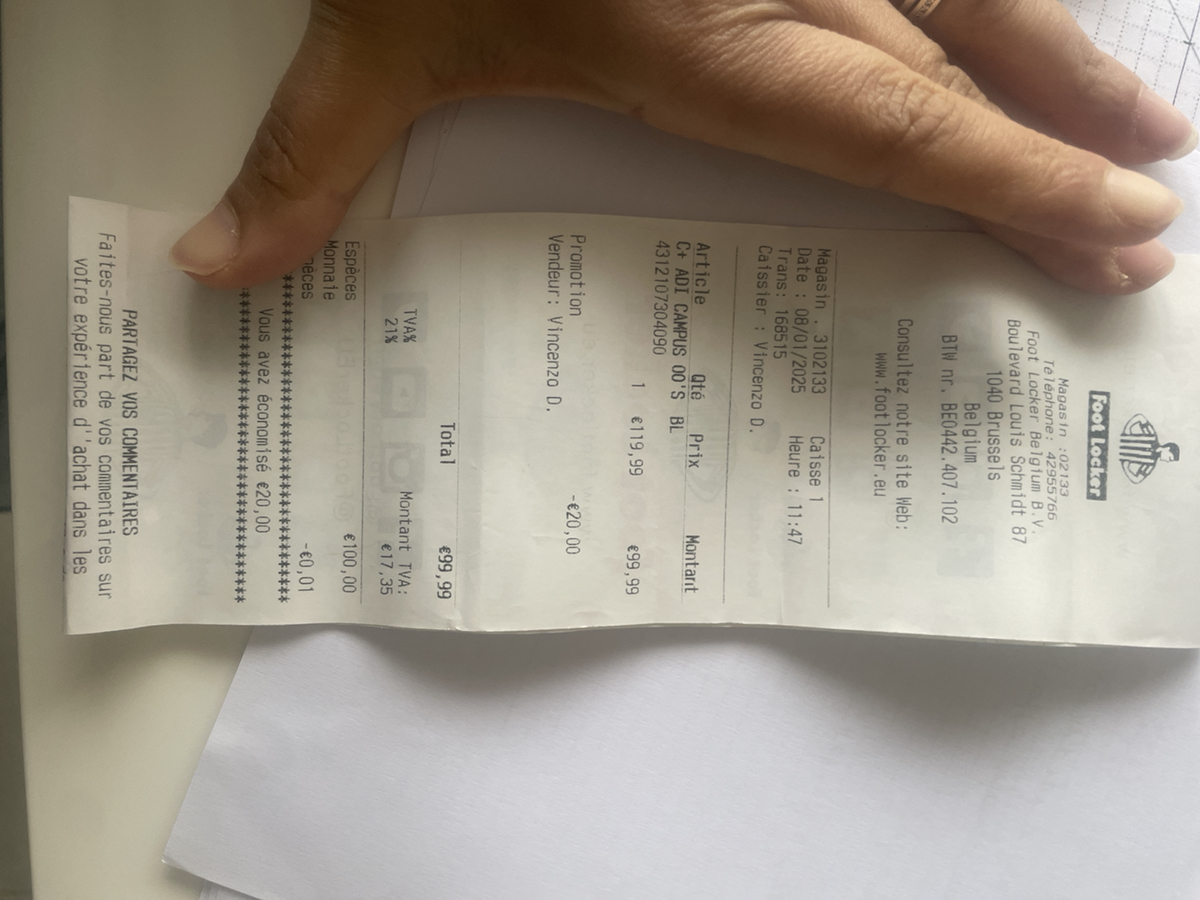 Foot Locker
Magasin :02133
Téléphone: 42955766
Foot Locker Belgium B.V.
Boulevard Louis Schmidt 87
1040 Brussels
Belgium
BTW nr. BE0442.407.102
Consultez notre site Web:
www.footlocker.eu
Magasin . 3102133 Caisse 1
Date : 08/01/2025 Heure : 11:47
Trans: 168515
Caissier : Vincenzo D.
Article Qté Prix Montant
C+ ADI CAMPUS 00'S BL
4312107304090
1 €119,99 €99,99
Promotion -€20,00
Vendeur: Vincenzo D.
Total €99,99
TVA% Montant TVA:
21% €17,35
Espèces €100,00
Monnaie
-€0,01
*****************************
Vous avez économisé €20,00
*****************************
PARTAGEZ VOS COMMENTAIRES
Faites-nous part de vos commentaires sur
votre expérience d''achat dans les